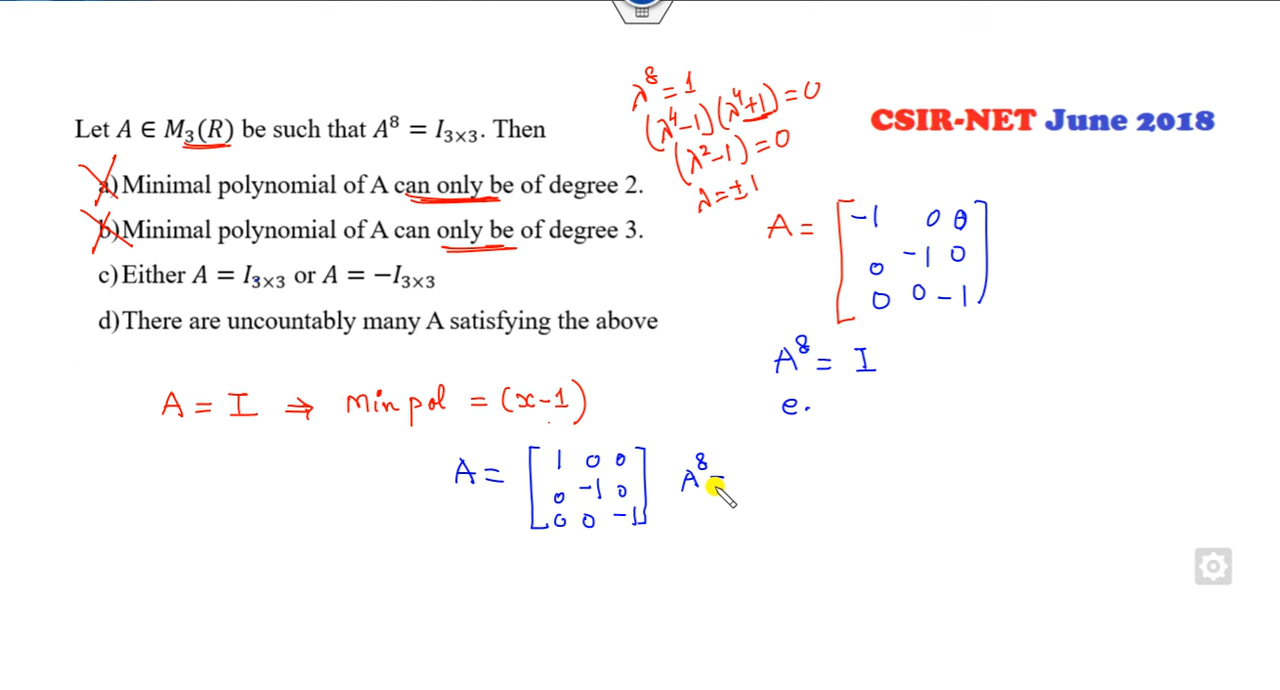 λ⁸ = 1
(λ⁴-1)(λ⁴+1) = 0
(λ²-1) = 0
λ = ±1
CSIR-NET June 2018
Let A ∈ M₃(R) be such that A⁸ = I₃ₓ₃. Then
a) Minimal polynomial of A can only be of degree 2.
b) Minimal polynomial of A can only be of degree 3.
c) Either A = I₃ₓ₃ or A = −I₃ₓ₃
d) There are uncountably many A satisfying the above
A = [-1 0 0
0 -1 0
0 0 -1]
A⁸ = I
e.
A = I ⇒ Min pol = (x-1)
A = [1 0 0
0 -1 0
0 0 -1] A⁸ =